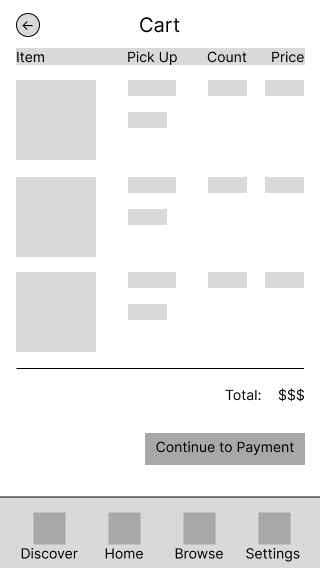 Cart
Item Pick Up Count Price
Total: $$$
Continue to Payment
Discover Home Browse Settings